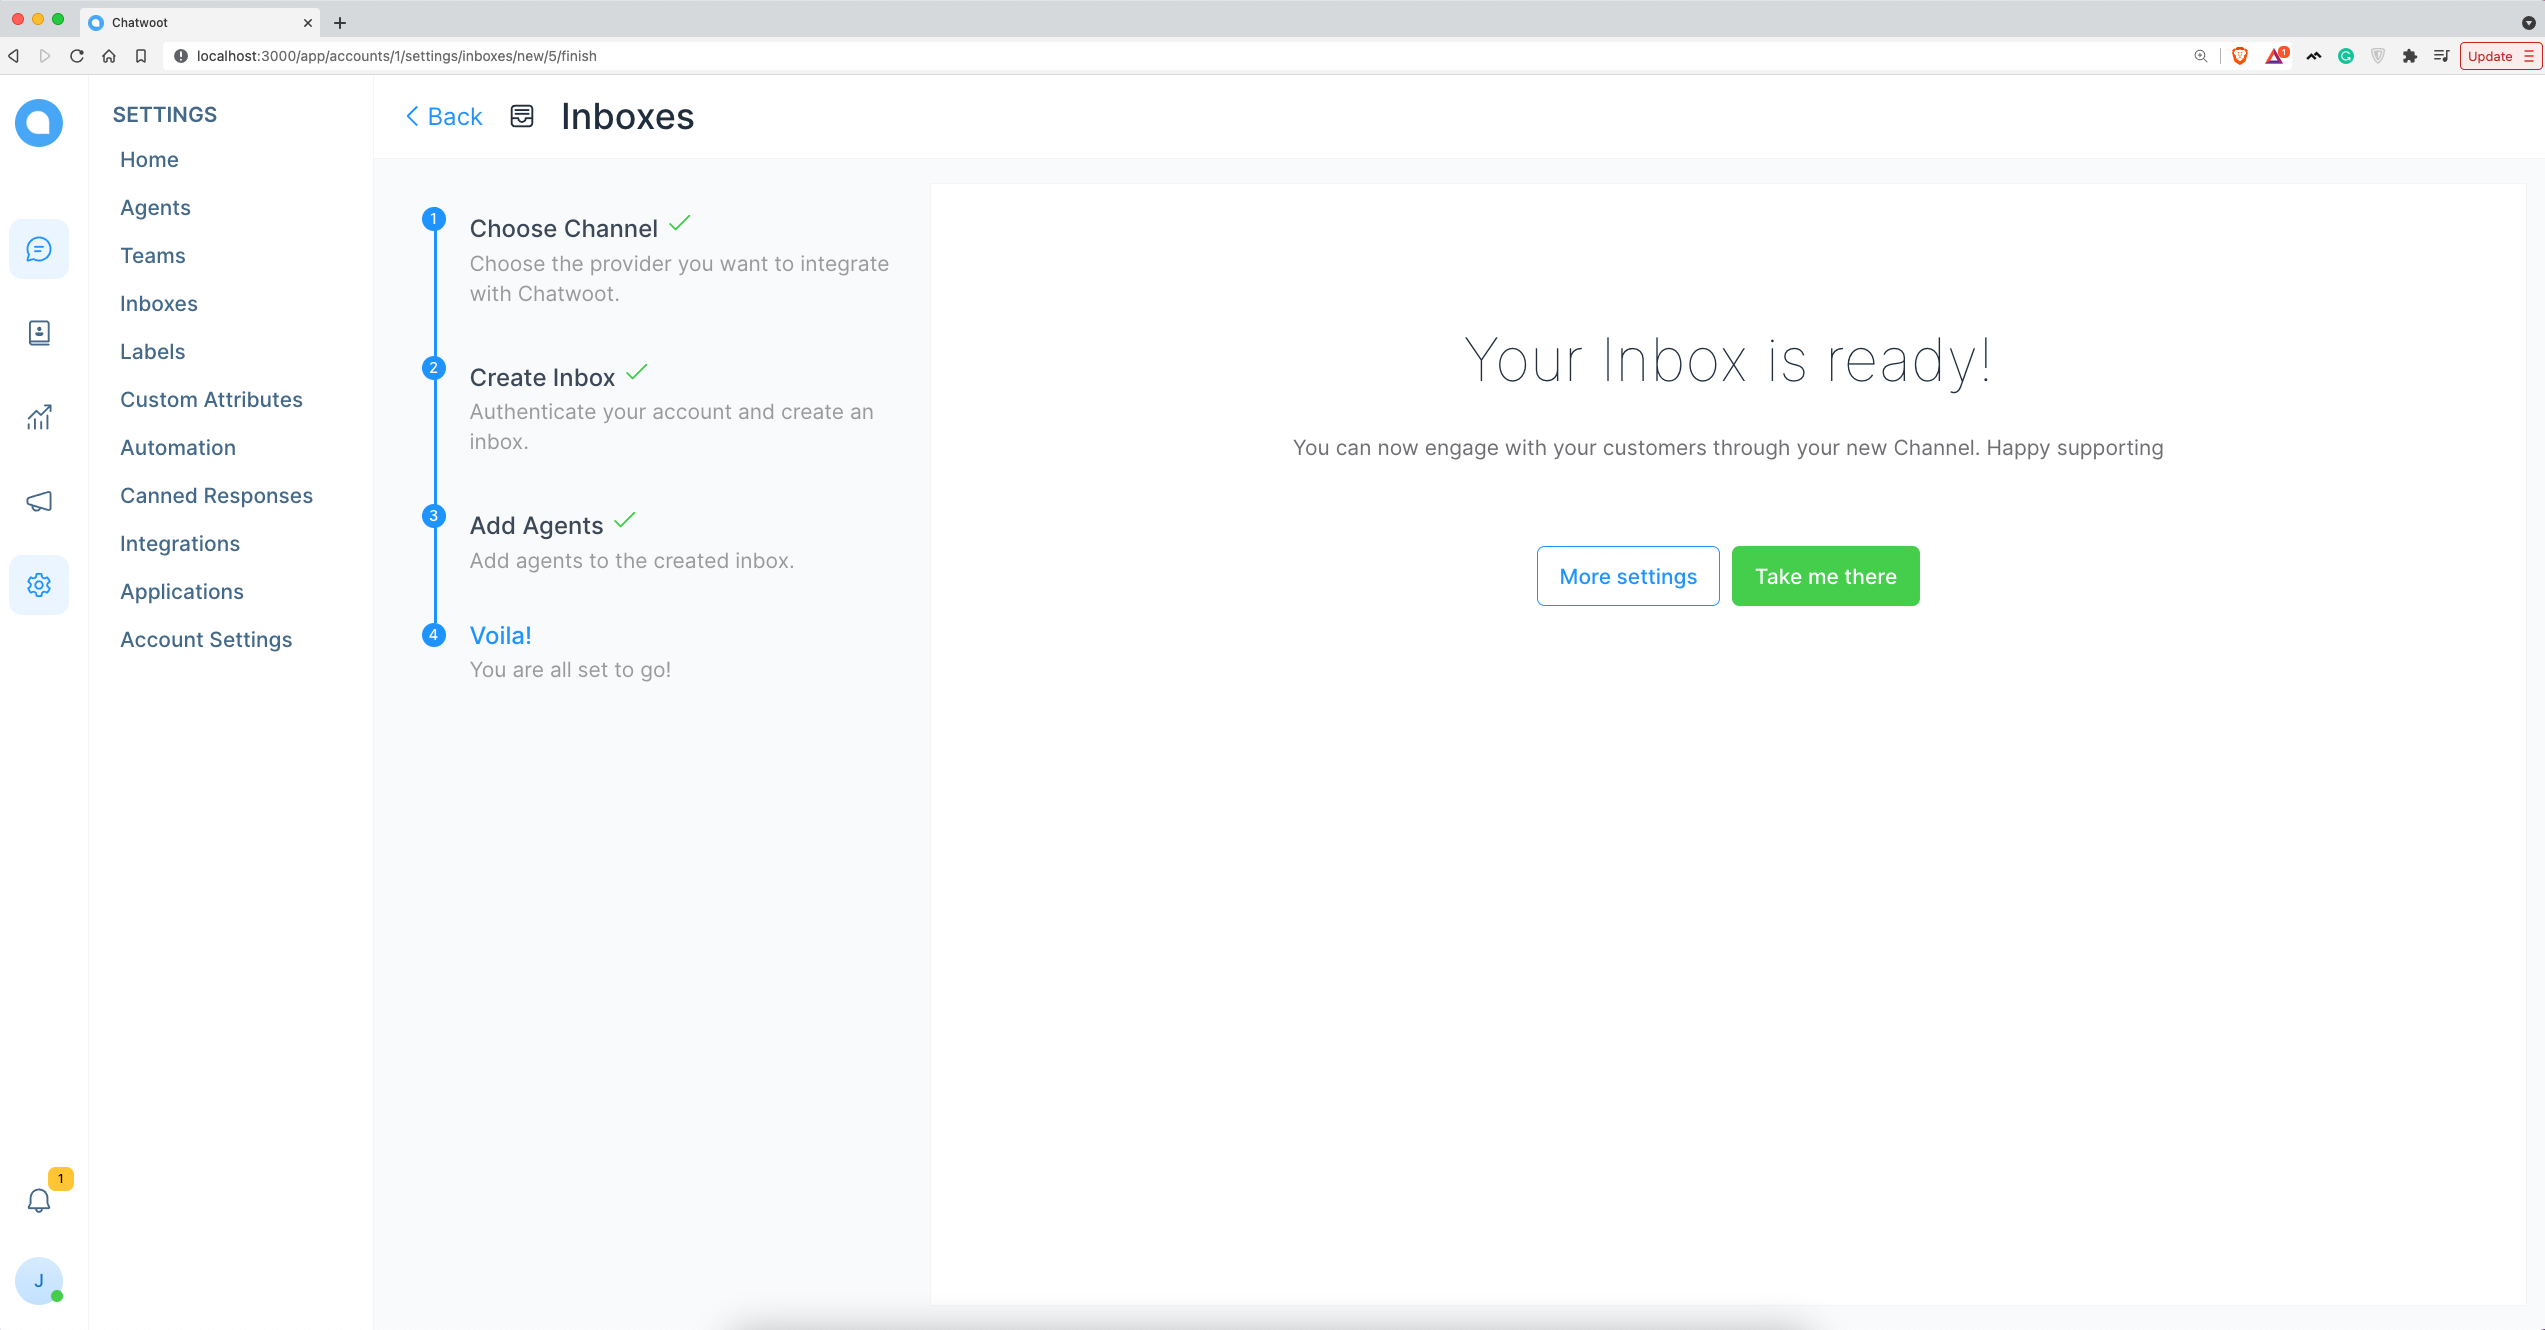 Chatwoot
localhost:3000/app/accounts/1/settings/inboxes/new/5/finish
1
Update
SETTINGS
Home
Agents
Teams
Inboxes
Labels
Custom Attributes
Automation
Canned Responses
Integrations
Applications
Account Settings
1
J
Back
Inboxes
1
Choose Channel
Choose the provider you want to integrate
with Chatwoot.
2
Create Inbox
Authenticate your account and create an
inbox.
3
Add Agents
Add agents to the created inbox.
4
Voila!
You are all set to go!
Your Inbox is ready!
You can now engage with your customers through your new Channel. Happy supporting
More settings
Take me there